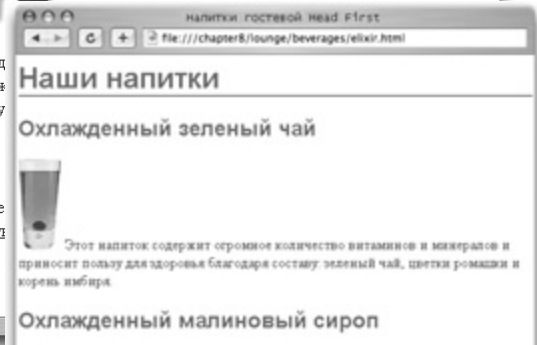 напитки гостевой Head First
file:///chapter8/lounge/beverages/elixir.html
Наши напитки
Охлажденный зеленый чай
Этот напиток содержит огромное количество витаминов и минералов и
приносит пользу для здоровья благодаря составу: зеленый чай, цветки ромашки и
корень имбиря.
Охлажденный малиновый сироп